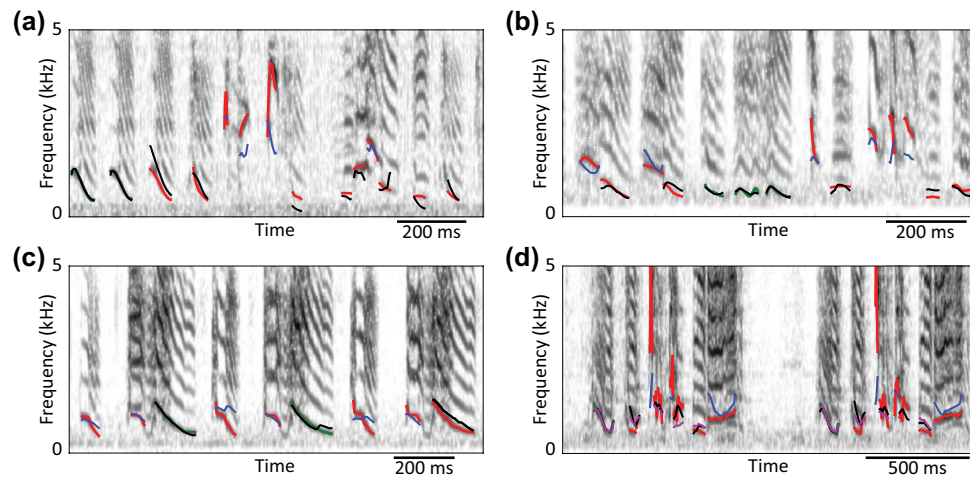 (a)
5
Frequency (kHz)
0
Time
200 ms
(b)
5
Frequency (kHz)
0
Time
200 ms
(c)
5
Frequency (kHz)
0
Time
200 ms
(d)
5
Frequency (kHz)
0
Time
500 ms